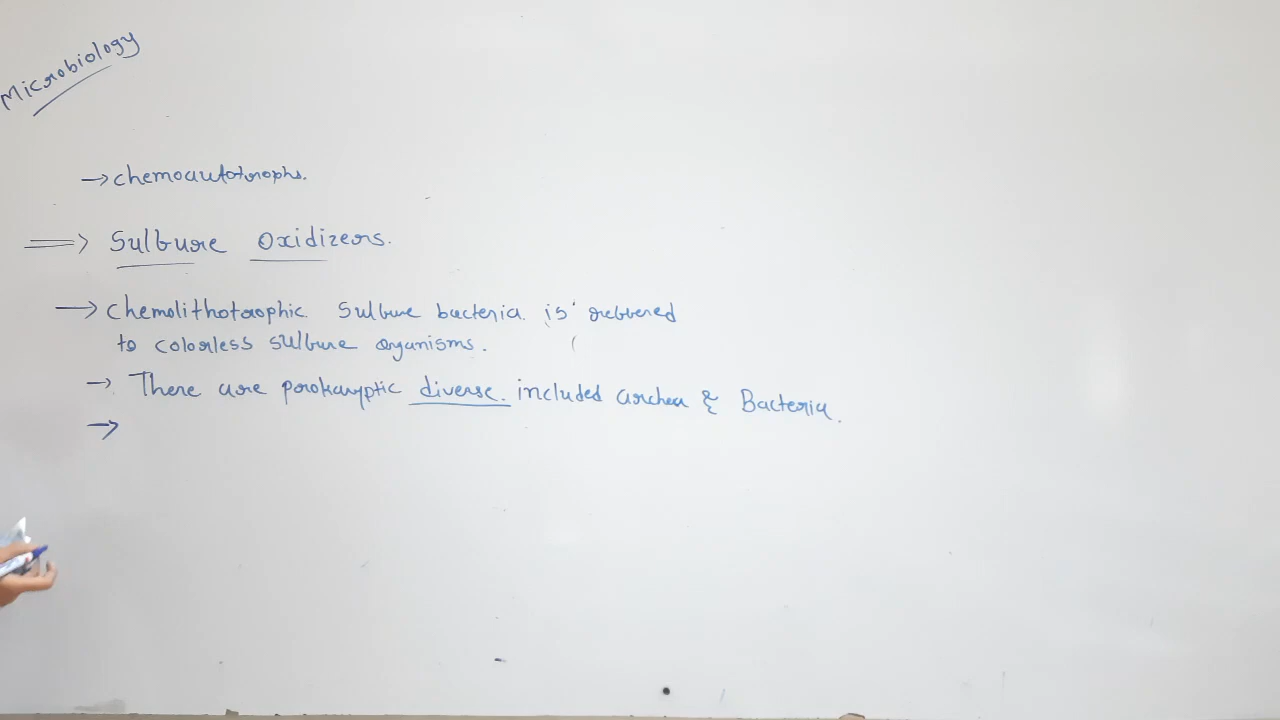 Microbiology
→ chemoautotrophs.
⇒ Sulbure Oxidizers.
→ Chemolithotrophic Sulbure bacteria. is rebbered
to colorless sulbure organisms.
→ There are prokaryptic diverse. included archea & Bacteria.
→